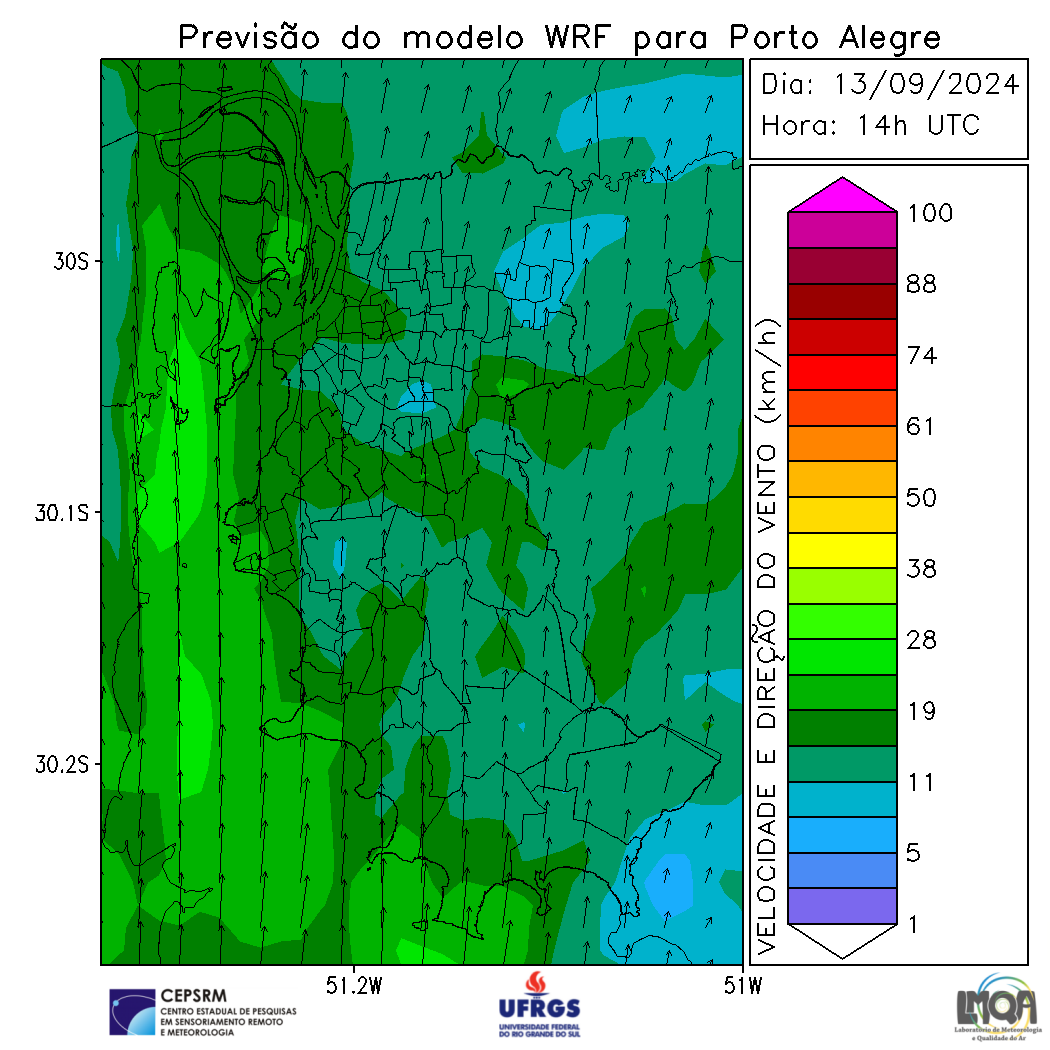 Previsão do modelo WRF para Porto Alegre
Dia: 13/09/2024
Hora: 14h UTC
30S
30.1S
30.2S
51.2W
51W
VELOCIDADE E DIREÇÃO DO VENTO (km/h)
100
88
74
61
50
38
28
19
11
5
1
CEPSRM
CENTRO ESTADUAL DE PESQUISAS
EM SENSORIAMENTO REMOTO
E METEOROLOGIA
UFRGS
UNIVERSIDADE FEDERAL
DO RIO GRANDE DO SUL
LMQA
Laboratório de Meteorologia
e Qualidade do Ar